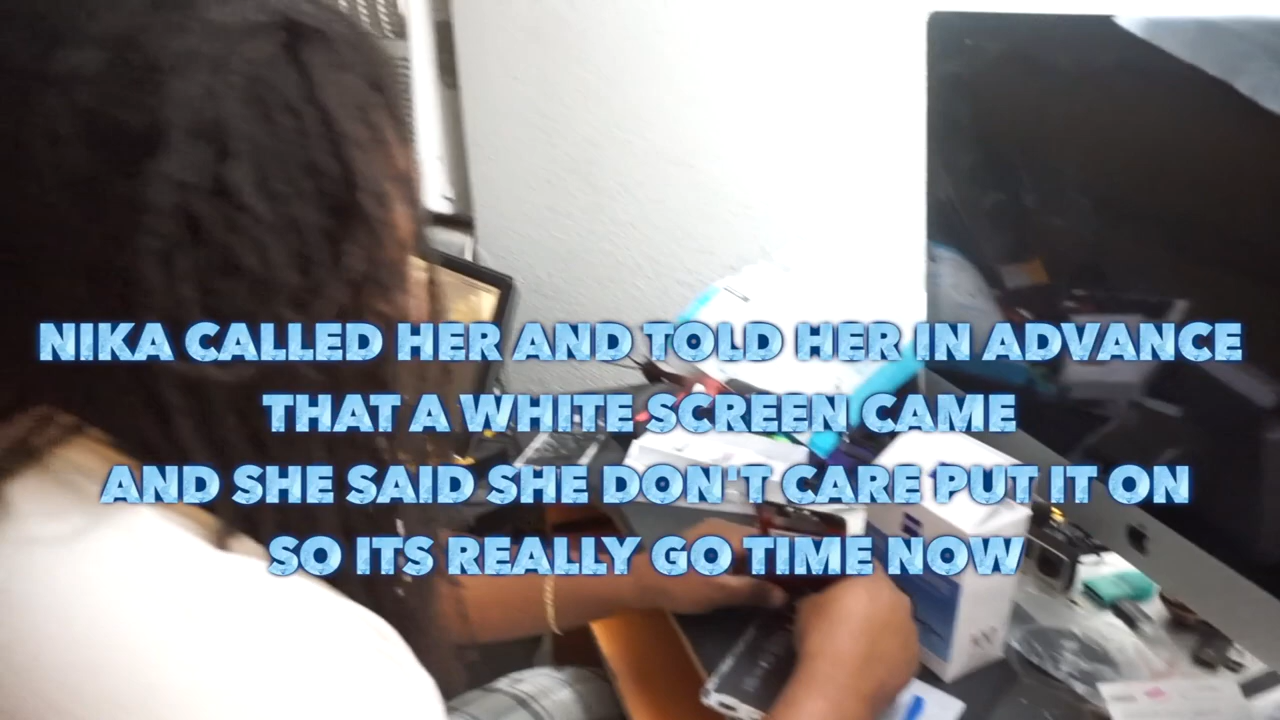 NIKA CALLED HER AND TOLD HER IN ADVANCE
THAT A WHITE SCREEN CAME
AND SHE SAID SHE DON'T CARE PUT IT ON
SO ITS REALLY GO TIME NOW